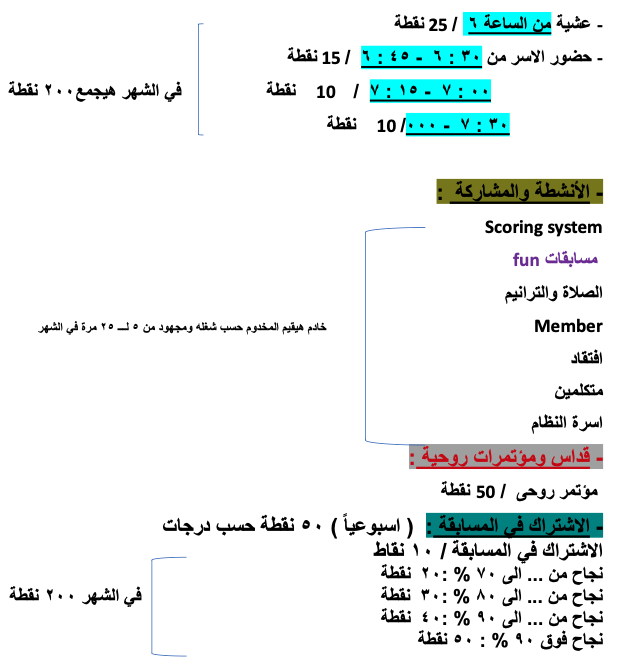 - عشية من الساعة ٦ / 25 نقطة
- حضور الاسر من ٣٠ : ٦ - ٤٥ : ٦ / 15 نقطة
٠٠ : ٧ - ١٥ : ٧ / 10 نقطة
٣٠ : ٧ - ٠٠٠ / 10 نقطة
في الشهر هيجمع ٢٠٠ نقطة
- الأنشطة والمشاركة :
Scoring system
مسابقات fun
الصلاة والترانيم
Member
افتقاد
متكلمين
اسرة النظام
خادم هيقيم المخدوم حسب شغله ومجهود من ٥ لـــ ٢٥ مرة في الشهر
- قداس ومؤتمرات روحية :
مؤتمر روحى / 50 نقطة
- الاشتراك في المسابقة : ( اسبوعياً ) ٥٠ نقطة حسب درجات
الاشتراك في المسابقة / ١٠ نقاط
نجاح من ... الى ٧٠ % : ٢٠ نقطة
نجاح من ... الى ٨٠ % : ٣٠ نقطة
نجاح من ... الى ٩٠ % : ٤٠ نقطة
نجاح فوق ٩٠ % : ٥٠ نقطة
في الشهر ٢٠٠ نقطة